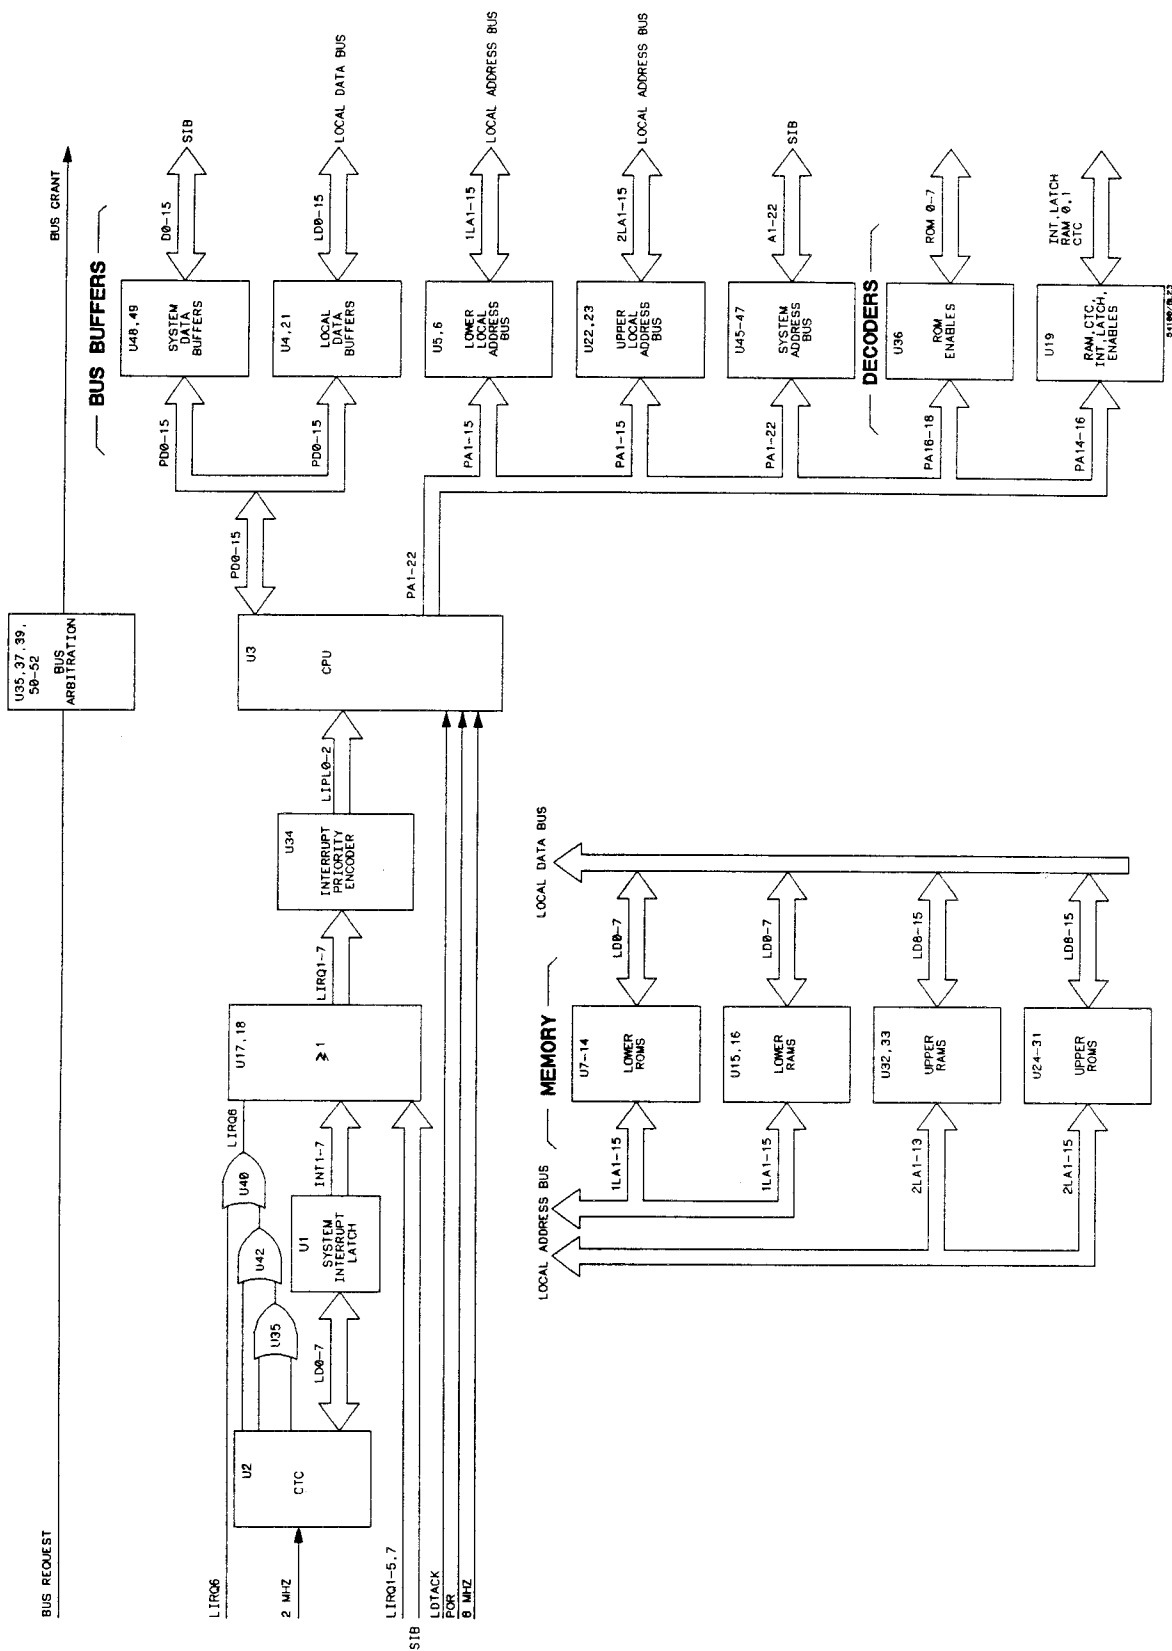 BUS REQUEST
U35,37,39,
50-52
BUS
ARBITRATION
BUS GRANT
LIRQ6
2 MHZ
LIRQ1-5,7
SIB
LDTACK
POR
8 MHZ
U2
CTC
U35
U42
U40
LIRQ6
LD0-7
U1
SYSTEM
INTERRUPT
LATCH
INT1-7
U17,18
≥1
LIRQ1-7
U34
INTERRUPT
PRIORITY
ENCODER
LIPL0-2
U3
CPU
PD0-15
PA1-22
BUS BUFFERS
PD0-15
U48,49
SYSTEM
DATA
BUFFERS
D0-15
SIB
PD0-15
U4,21
LOCAL
DATA
BUFFERS
LD0-15
LOCAL DATA BUS
PA1-15
U5,6
LOWER
LOCAL
ADDRESS
BUS
1LA1-15
LOCAL ADDRESS BUS
PA1-15
U22,23
UPPER
LOCAL
ADDRESS
BUS
2LA1-15
LOCAL ADDRESS BUS
PA1-22
U45-47
SYSTEM
ADDRESS
BUS
A1-22
SIB
DECODERS
PA16-18
U36
ROM
ENABLES
ROM 0-7
PA14-16
U19
RAM,CTC,
INT,LATCH,
ENABLES
INT,LATCH
RAM 0,1
CTC
LOCAL ADDRESS BUS
MEMORY
LOCAL DATA BUS
1LA1-15
U7-14
LOWER
ROMS
LD0-7
1LA1-15
U15,16
LOWER
RAMS
LD0-7
2LA1-13
U32,33
UPPER
RAMS
LD8-15
2LA1-15
U24-31
UPPER
ROMS
LD8-15